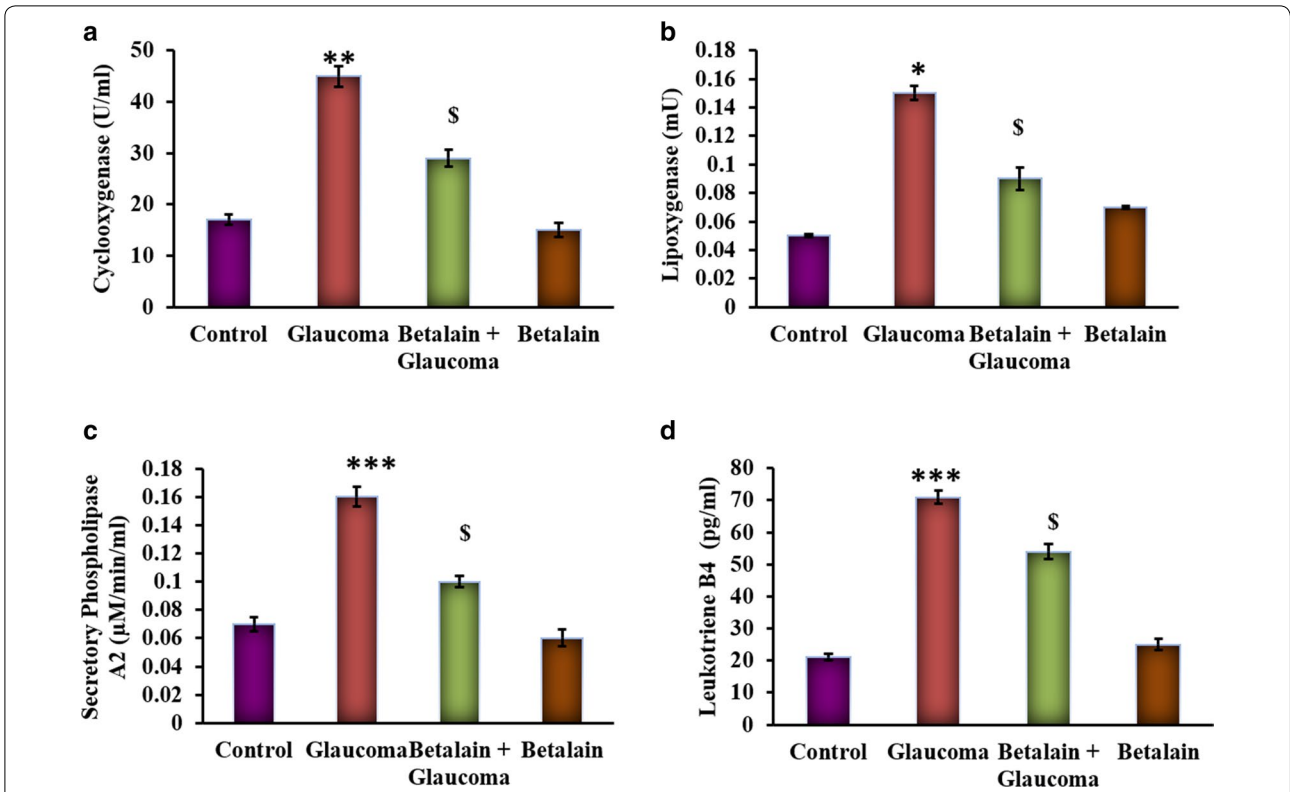 a
Cyclooxygenase (U/ml)
50
40
30
20
10
0
**
$
Control
Glaucoma
Betalain +
Glaucoma
Betalain
b
Lipoxygenase (mU)
0.18
0.16
0.14
0.12
0.1
0.08
0.06
0.04
0.02
0
*
$
Control
Glaucoma
Betalain +
Glaucoma
Betalain
c
Secretory Phospholipase
A2 (µM/min/ml)
0.18
0.16
0.14
0.12
0.1
0.08
0.06
0.04
0.02
0
***
$
Control
Glaucoma
Betalain +
Glaucoma
Betalain
d
Leukotriene B4 (pg/ml)
80
70
60
50
40
30
20
10
0
***
$
Control
Glaucoma
Betalain +
Glaucoma
Betalain